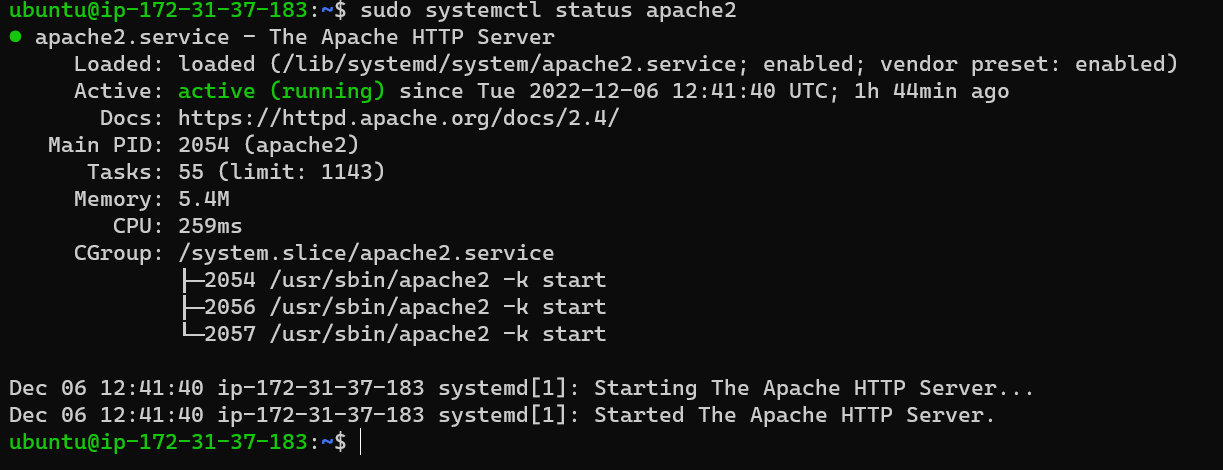 ubuntu@ip-172-31-37-183:~$ sudo systemctl status apache2
● apache2.service - The Apache HTTP Server
     Loaded: loaded (/lib/systemd/system/apache2.service; enabled; vendor preset: enabled)
     Active: active (running) since Tue 2022-12-06 12:41:40 UTC; 1h 44min ago
       Docs: https://httpd.apache.org/docs/2.4/
   Main PID: 2054 (apache2)
      Tasks: 55 (limit: 1143)
     Memory: 5.4M
        CPU: 259ms
     CGroup: /system.slice/apache2.service
             ├─2054 /usr/sbin/apache2 -k start
             ├─2056 /usr/sbin/apache2 -k start
             └─2057 /usr/sbin/apache2 -k start

Dec 06 12:41:40 ip-172-31-37-183 systemd[1]: Starting The Apache HTTP Server...
Dec 06 12:41:40 ip-172-31-37-183 systemd[1]: Started The Apache HTTP Server.
ubuntu@ip-172-31-37-183:~$